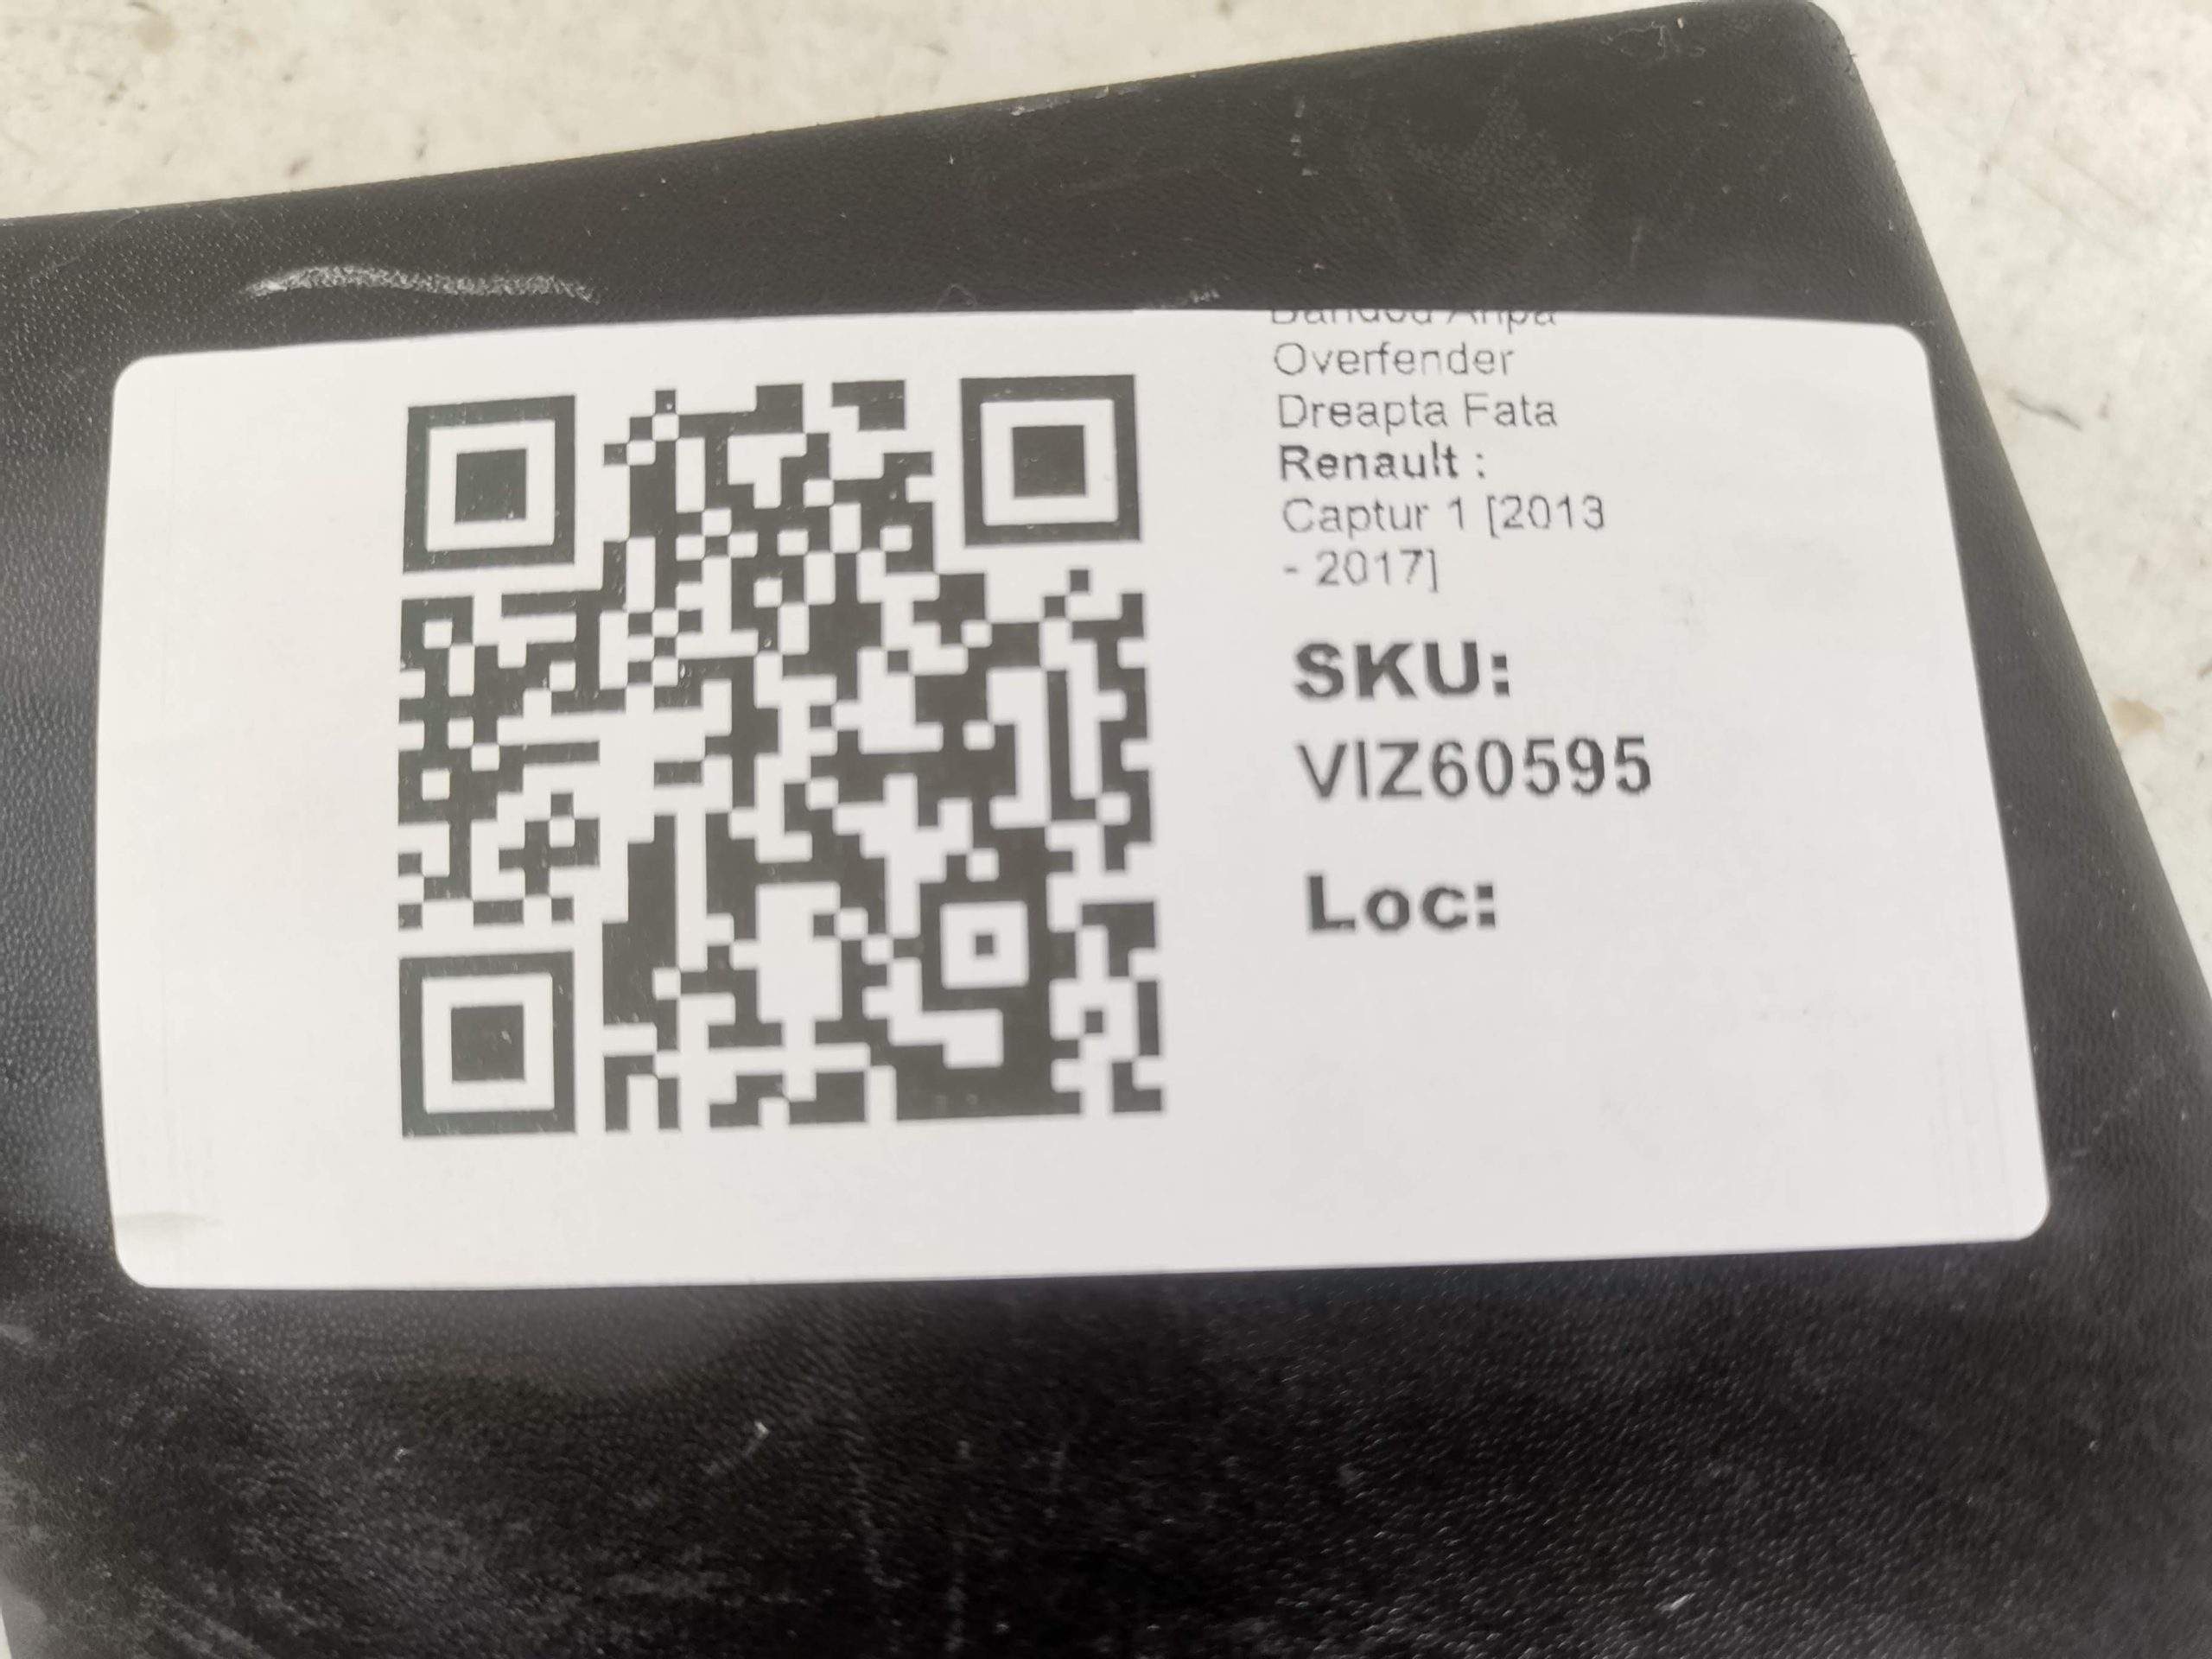 Overfender
Dreapta Fata
Renault :
Captur 1 [2013
- 2017]
SKU:
VIZ60595
Loc: